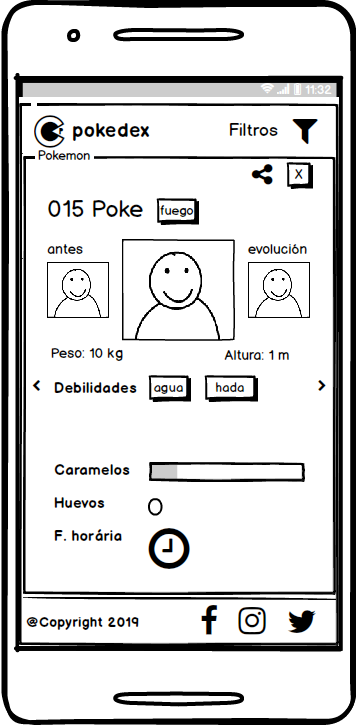 11:32
pokedex Filtros
Pokemon
X
015 Poke fuego
antes evolución
Peso: 10 kg Altura: 1 m
Debilidades agua hada
Caramelos
Huevos
F. horária
@Copyright 2019